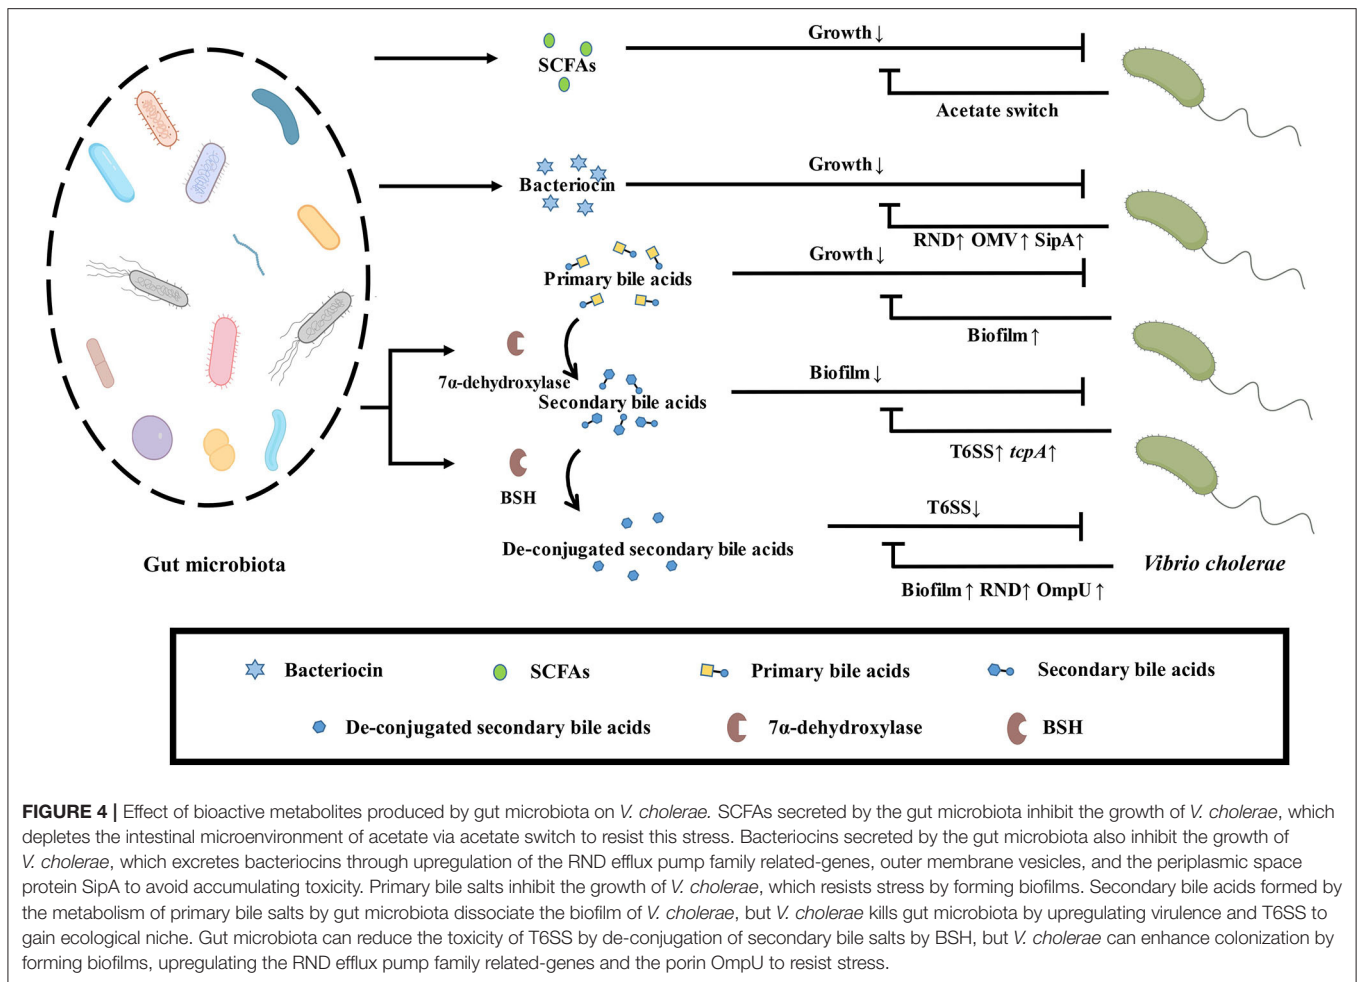 Growth↓
SCFAs
Acetate switch
Growth↓
Bacteriocin
RND↑ OMV↑ SipA↑
Growth↓
Primary bile acids
Biofilm↑
7α-dehydroxylase
Biofilm↓
Secondary bile acids
T6SS↑ tcpA↑
BSH
T6SS↓
De-conjugated secondary bile acids
Gut microbiota
Vibrio cholerae
Biofilm↑ RND↑ OmpU↑
Bacteriocin SCFAs Primary bile acids Secondary bile acids
De-conjugated secondary bile acids 7α-dehydroxylase BSH
FIGURE 4 | Effect of bioactive metabolites produced by gut microbiota on V. cholerae. SCFAs secreted by the gut microbiota inhibit the growth of V. cholerae, which
depletes the intestinal microenvironment of acetate via acetate switch to resist this stress. Bacteriocins secreted by the gut microbiota also inhibit the growth of
V. cholerae, which excretes bacteriocins through upregulation of the RND efflux pump family related-genes, outer membrane vesicles, and the periplasmic space
protein SipA to avoid accumulating toxicity. Primary bile salts inhibit the growth of V. cholerae, which resists stress by forming biofilms. Secondary bile acids formed by
the metabolism of primary bile salts by gut microbiota dissociate the biofilm of V. cholerae, but V. cholerae kills gut microbiota by upregulating virulence and T6SS to
gain ecological niche. Gut microbiota can reduce the toxicity of T6SS by de-conjugation of secondary bile salts by BSH, but V. cholerae can enhance colonization by
forming biofilms, upregulating the RND efflux pump family related-genes and the porin OmpU to resist stress.